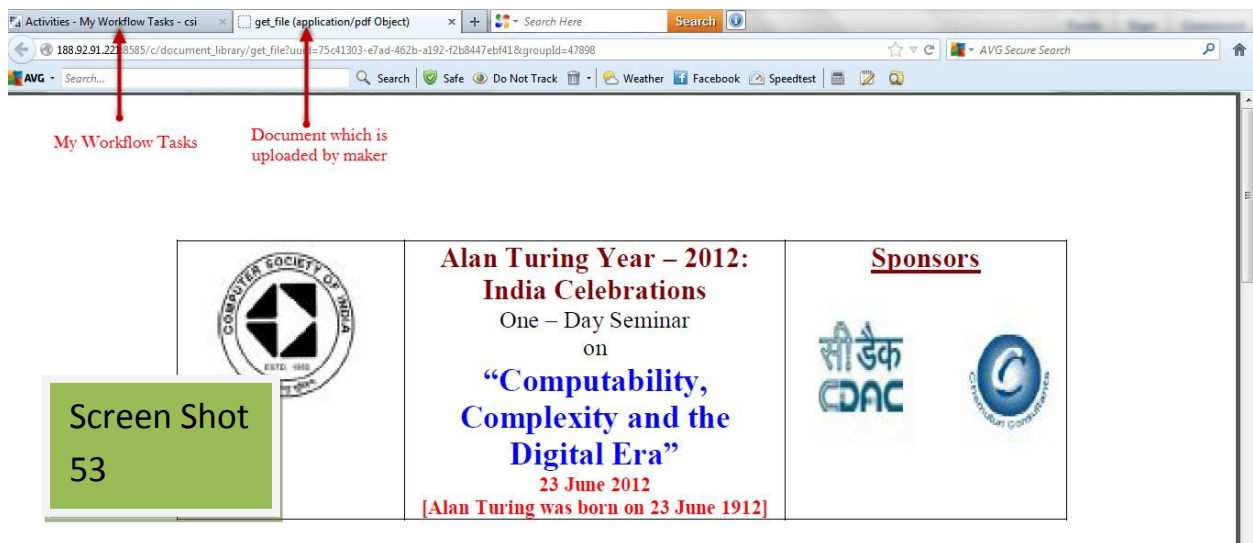 Activities - My Workflow Tasks - csi
get_file (application/pdf Object)
Search Here
Search
188.92.91.22 :8585/c/document_library/get_file?uuid=75c41303-e7ad-462b-a192-f2b8447ebf41&groupId=47898
AVG Secure Search
AVG
Search...
Search
Safe
Do Not Track
Weather
Facebook
Speedtest
My Workflow Tasks
Document which is
uploaded by maker
COMPUTER SOCIETY OF INDIA
ESTD. 1965
Alan Turing Year – 2012:
India Celebrations
One – Day Seminar
on
“Computability,
Complexity and the
Digital Era”
23 June 2012
[Alan Turing was born on 23 June 1912]
Sponsors
सी डैक
CDAC
C
Screen Shot
53